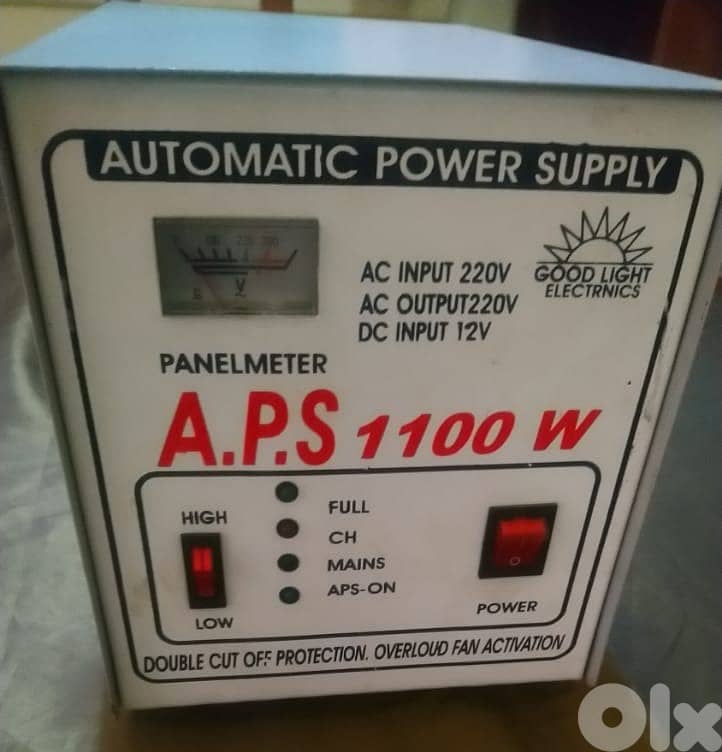 AUTOMATIC POWER SUPPLY
AC INPUT 220V
AC OUTPUT220V
DC INPUT 12V
GOOD LIGHT
ELECTRNICS
V
PANELMETER
A.P.S 1100 W
HIGH
LOW
FULL
CH
MAINS
APS-ON
POWER
DOUBLE CUT OFF PROTECTION. OVERLOUD FAN ACTIVATION
Olx